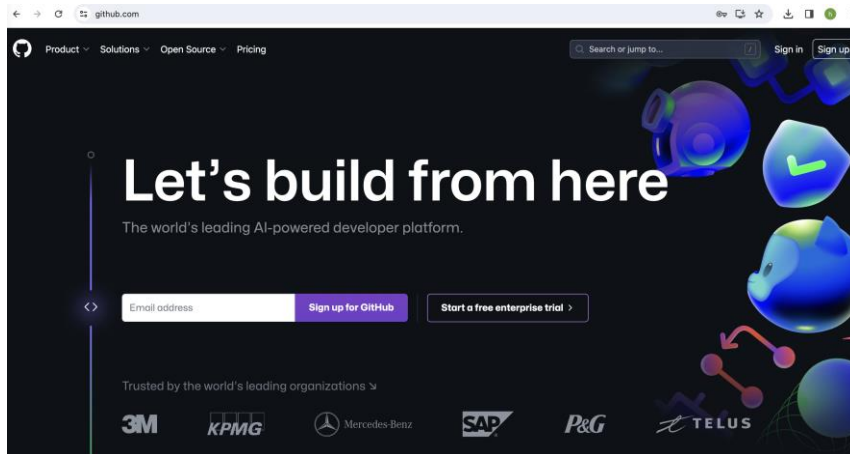 github.com
Product Solutions Open Source Pricing
Search or jump to... /
Sign in
Sign up
Let's build from here
The world's leading AI-powered developer platform.
Email address
Sign up for GitHub
Start a free enterprise trial >
Trusted by the world's leading organizations ↘
3M KPMG Mercedes-Benz SAP P&G TELUS